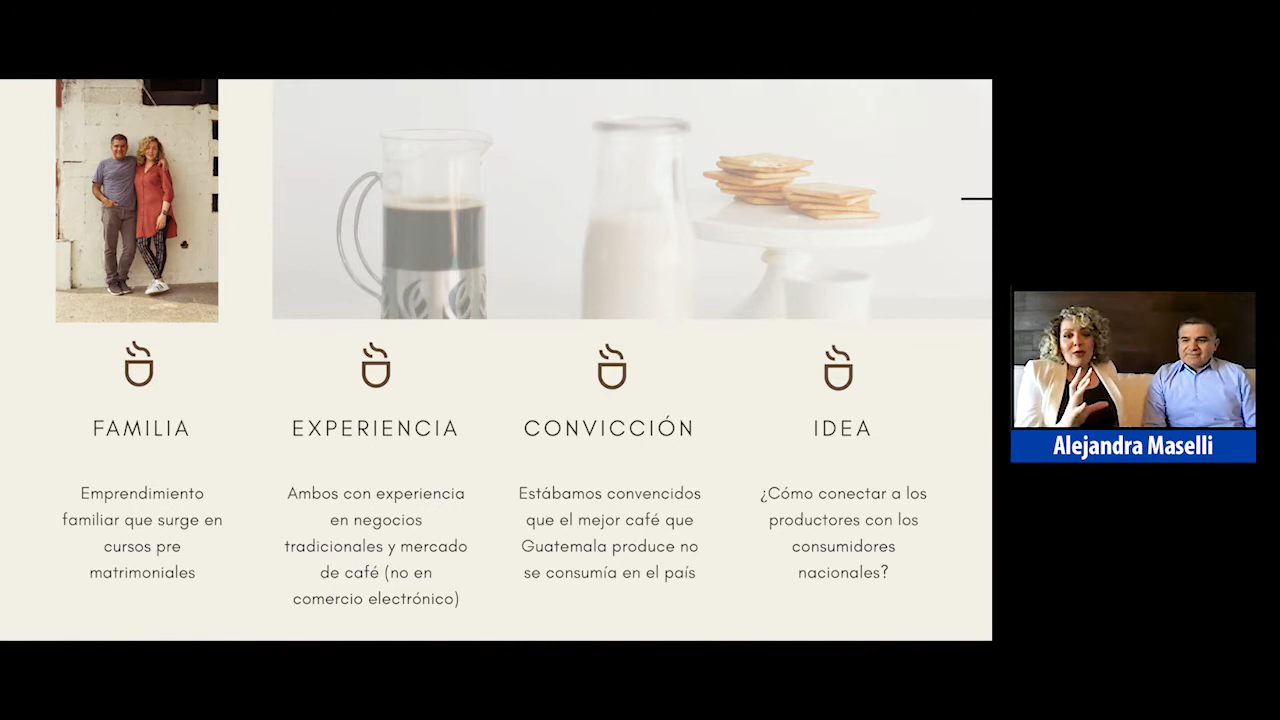 FAMILIA
Emprendimiento
familiar que surge en
cursos pre
matrimoniales
EXPERIENCIA
Ambos con experiencia
en negocios
tradicionales y mercado
de café (no en
comercio electrónico)
CONVICCIÓN
Estábamos convencidos
que el mejor café que
Guatemala produce no
se consumía en el país
IDEA
¿Cómo conectar a los
productores con los
consumidores
nacionales?
Alejandra Maselli